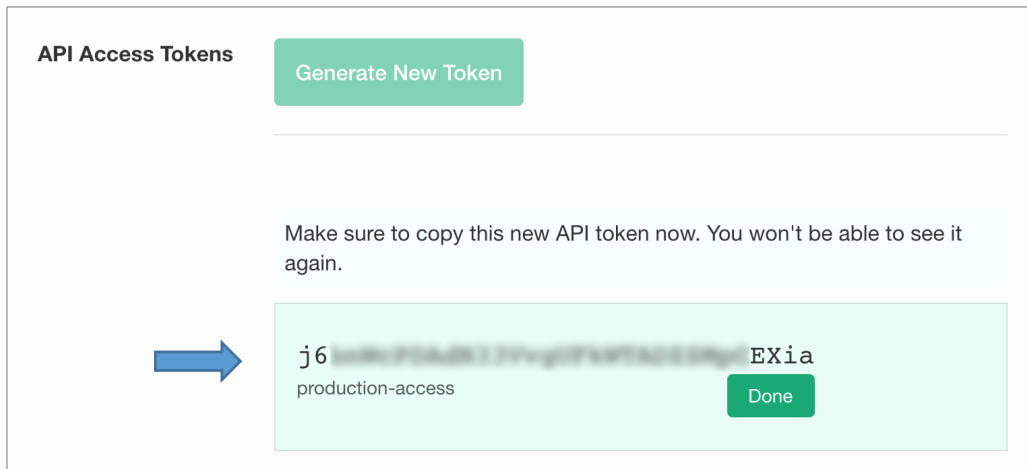 API Access Tokens
Generate New Token
Make sure to copy this new API token now. You won't be able to see it
again.
j6
EXia
production-access
Done